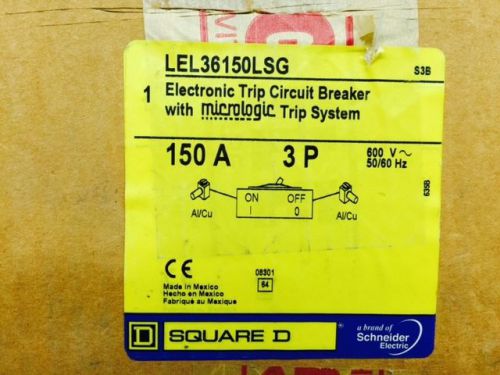 LEL36150LSG
S3B
1 Electronic Trip Circuit Breaker
with micrologic Trip System
150 A 3 P 600 V ~
50/60 Hz
ON OFF
I 0
Al/Cu Al/Cu
635B
CE
Made in Mexico
Hecho en Mexico
Fabriqué au Mexique
08301
64
D SQUARE D
a brand of
Schneider
Electric